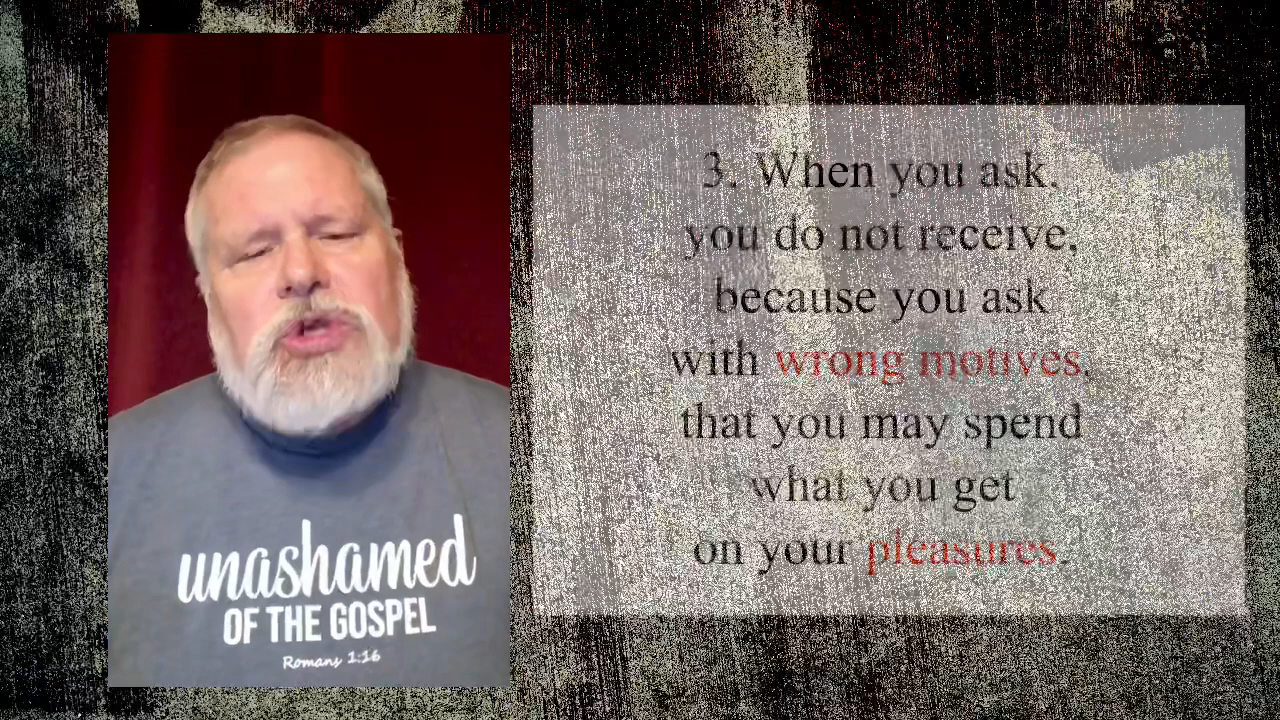 unashamed
OF THE GOSPEL
Romans 1:16
3. When you ask,
you do not receive,
because you ask
with wrong motives,
that you may spend
what you get
on your pleasures.